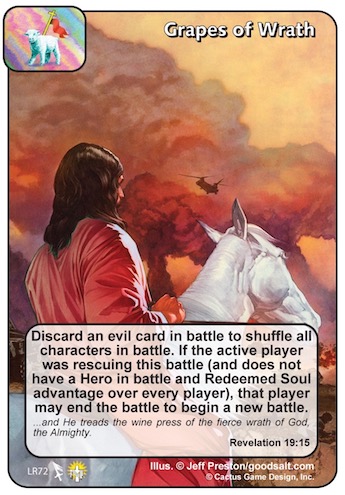 Grapes of Wrath
Discard an evil card in battle to shuffle all
characters in battle. If the active player
was rescuing this battle (and does not
have a Hero in battle and Redeemed Soul
advantage over every player), that player
may end the battle to begin a new battle.
...and He treads the wine press of the fierce wrath of God,
the Almighty.
Revelation 19:15
LR72
Illus. © Jeff Preston/goodsalt.com
© Cactus Game Design, Inc.